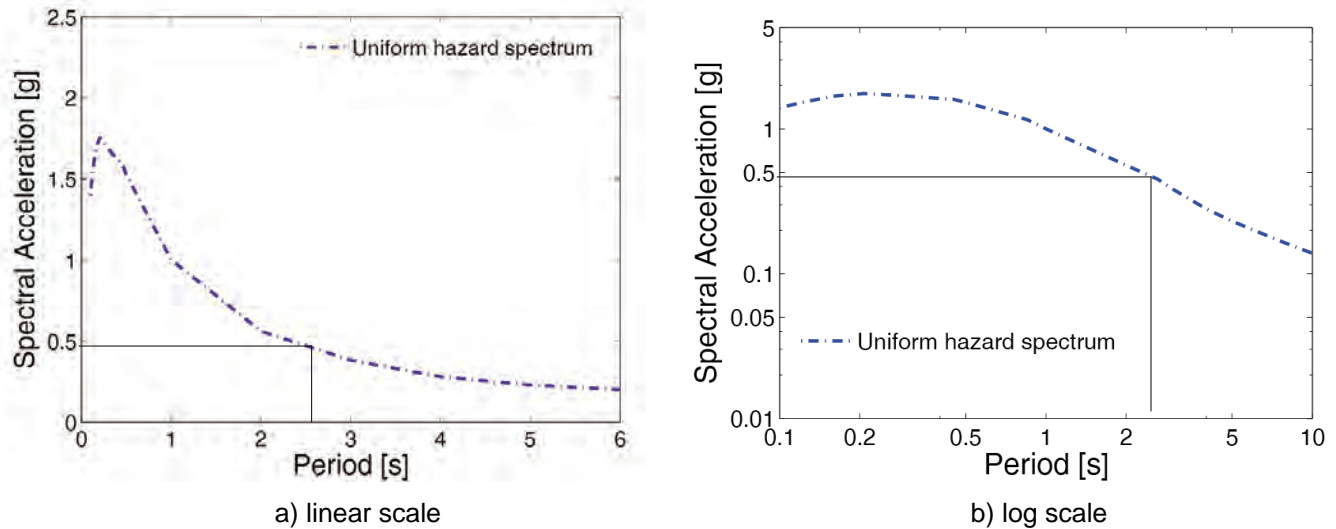 2.5
2
1.5
1
0.5
0
0 1 2 3 4 5 6
Spectral Acceleration [g]
Period [s]
Uniform hazard spectrum
a) linear scale
5
2
1
0.5
0.1
0.05
0.01
0.1 0.2 0.5 1 2 5 10
Spectral Acceleration [g]
Period [s]
Uniform hazard spectrum
b) log scale